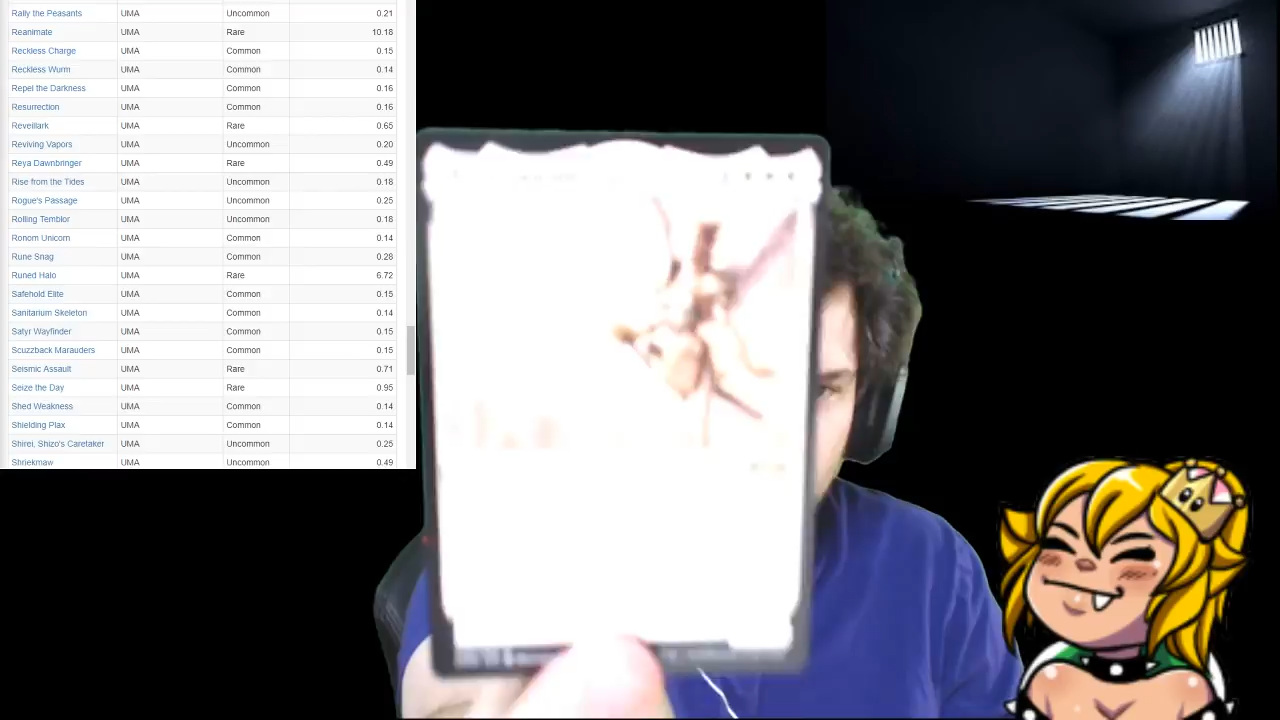 Rally the Peasants UMA Uncommon 0.21
Reanimate UMA Rare 10.18
Reckless Charge UMA Common 0.15
Reckless Wurm UMA Common 0.14
Repel the Darkness UMA Common 0.16
Resurrection UMA Common 0.16
Reveillark UMA Rare 0.65
Reviving Vapors UMA Uncommon 0.20
Reya Dawnbringer UMA Rare 0.49
Rise from the Tides UMA Uncommon 0.18
Rogue's Passage UMA Uncommon 0.25
Rolling Temblor UMA Uncommon 0.18
Ronom Unicorn UMA Common 0.14
Rune Snag UMA Common 0.28
Runed Halo UMA Rare 6.72
Safehold Elite UMA Common 0.15
Sanitarium Skeleton UMA Common 0.14
Satyr Wayfinder UMA Common 0.15
Scuzzback Marauders UMA Common 0.15
Seismic Assault UMA Rare 0.71
Seize the Day UMA Rare 0.95
Shed Weakness UMA Common 0.14
Shielding Plax UMA Common 0.14
Shirei, Shizo's Caretaker UMA Uncommon 0.25
Shriekmaw UMA Uncommon 0.49